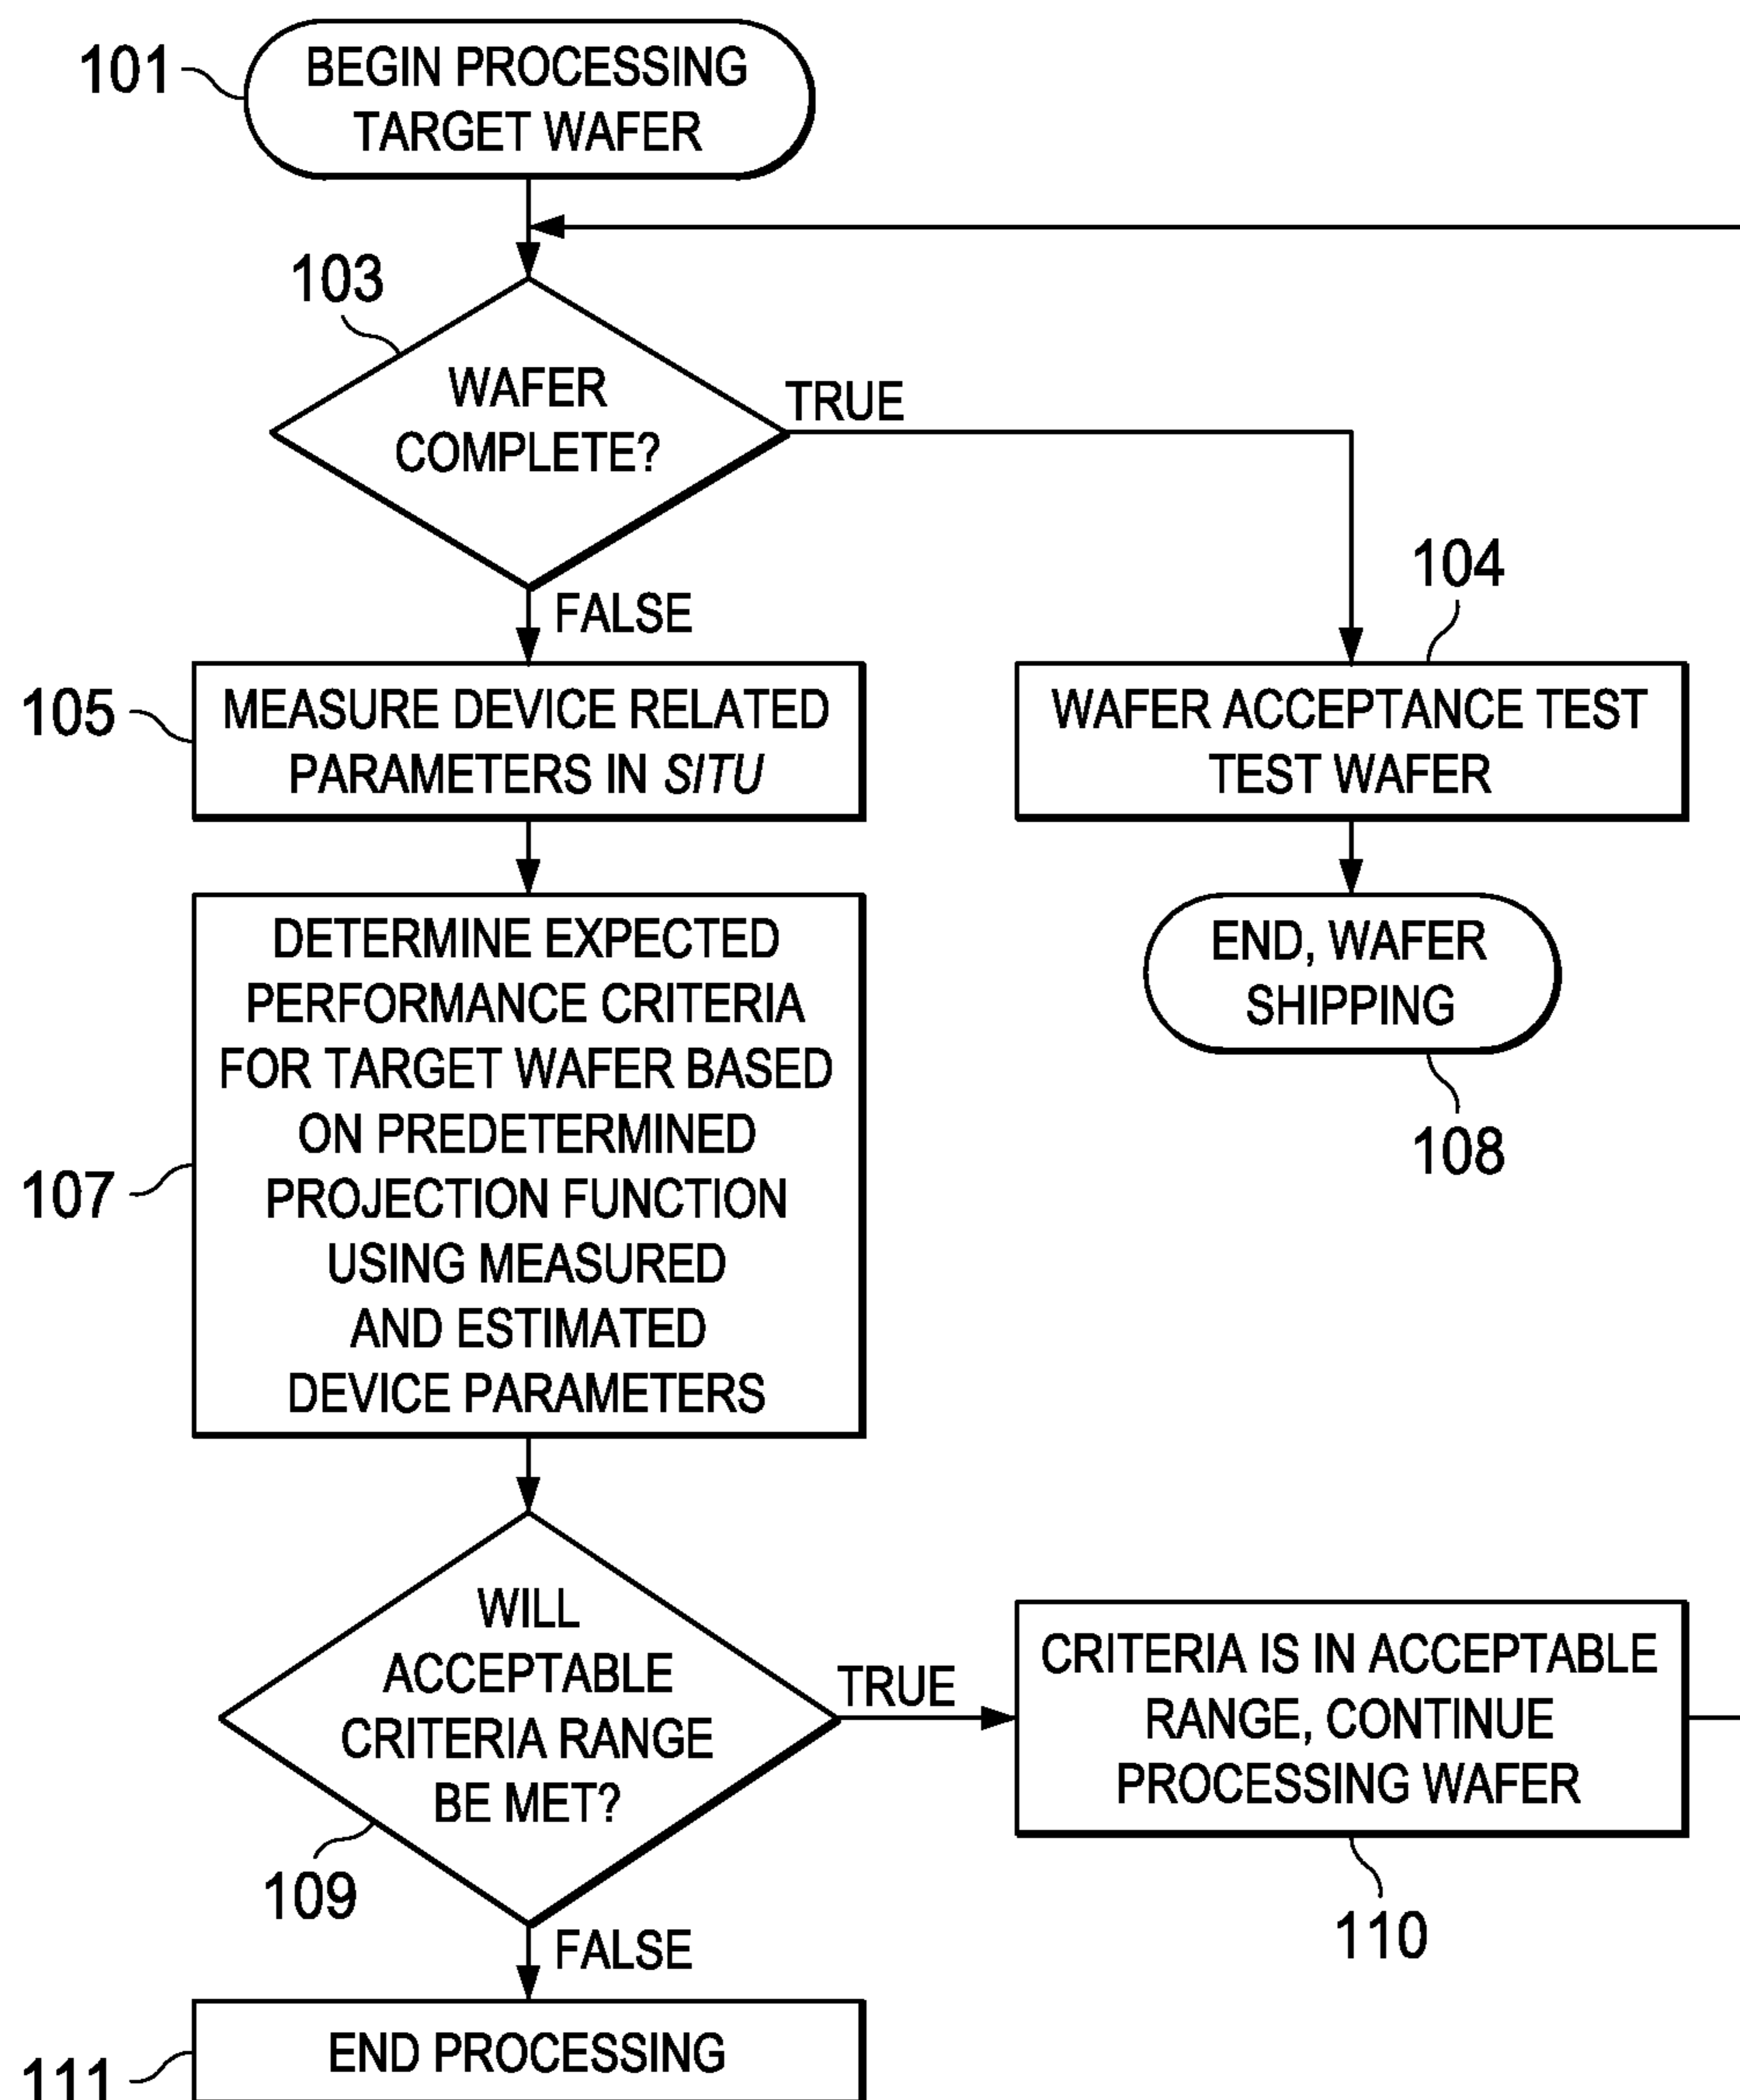 101
BEGIN PROCESSING
TARGET WAFER
103
WAFER
COMPLETE?
TRUE
FALSE
104
105
MEASURE DEVICE RELATED
PARAMETERS IN SITU
WAFER ACCEPTANCE TEST
TEST WAFER
107
DETERMINE EXPECTED
PERFORMANCE CRITERIA
FOR TARGET WAFER BASED
ON PREDETERMINED
PROJECTION FUNCTION
USING MEASURED
AND ESTIMATED
DEVICE PARAMETERS
END, WAFER
SHIPPING
108
WILL
ACCEPTABLE
CRITERIA RANGE
BE MET?
109
TRUE
CRITERIA IS IN ACCEPTABLE
RANGE, CONTINUE
PROCESSING WAFER
110
FALSE
111
END PROCESSING